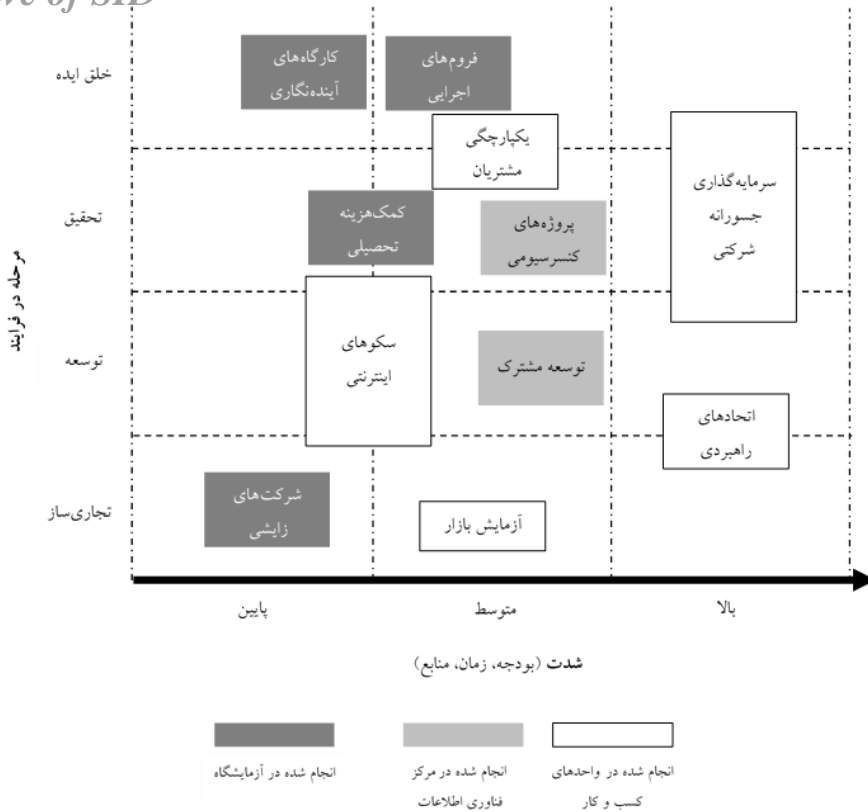 of SID
خلق ایده
کارگاه‌های
آینده‌نگاری
فروم‌های
اجرایی
یکپارچگی
مشتریان
سرمایه‌گذاری
جسورانه
شرکتی
تحقیق
کمک‌هزینه
تحصیلی
پروژه‌های
کنسرسیومی
مرحله در فرایند
توسعه
سکوهای
اینترنتی
توسعه مشترک
اتحادهای
راهبردی
تجاری‌ساز
شرکت‌های
زایشی
آزمایش بازار
پایین
متوسط
بالا
شدت (بودجه، زمان، منابع)
انجام شده در آزمایشگاه
انجام شده در مرکز
فناوری اطلاعات
انجام شده در واحدهای
کسب و کار